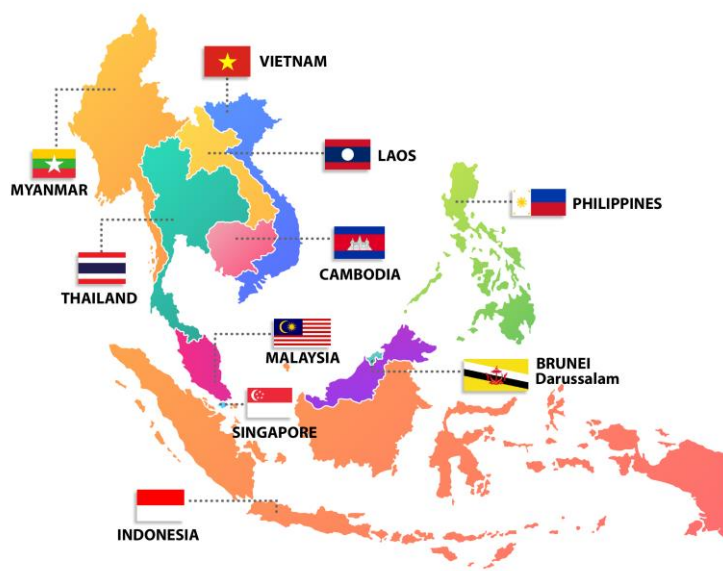 VIETNAM
LAOS
MYANMAR
PHILIPPINES
CAMBODIA
THAILAND
MALAYSIA
BRUNEI
Darussalam
SINGAPORE
INDONESIA